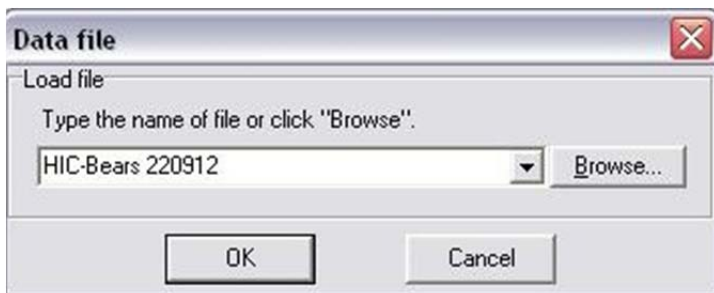 Data file
Load file
Type the name of file or click "Browse".
HIC-Bears 220912
Browse...
OK
Cancel